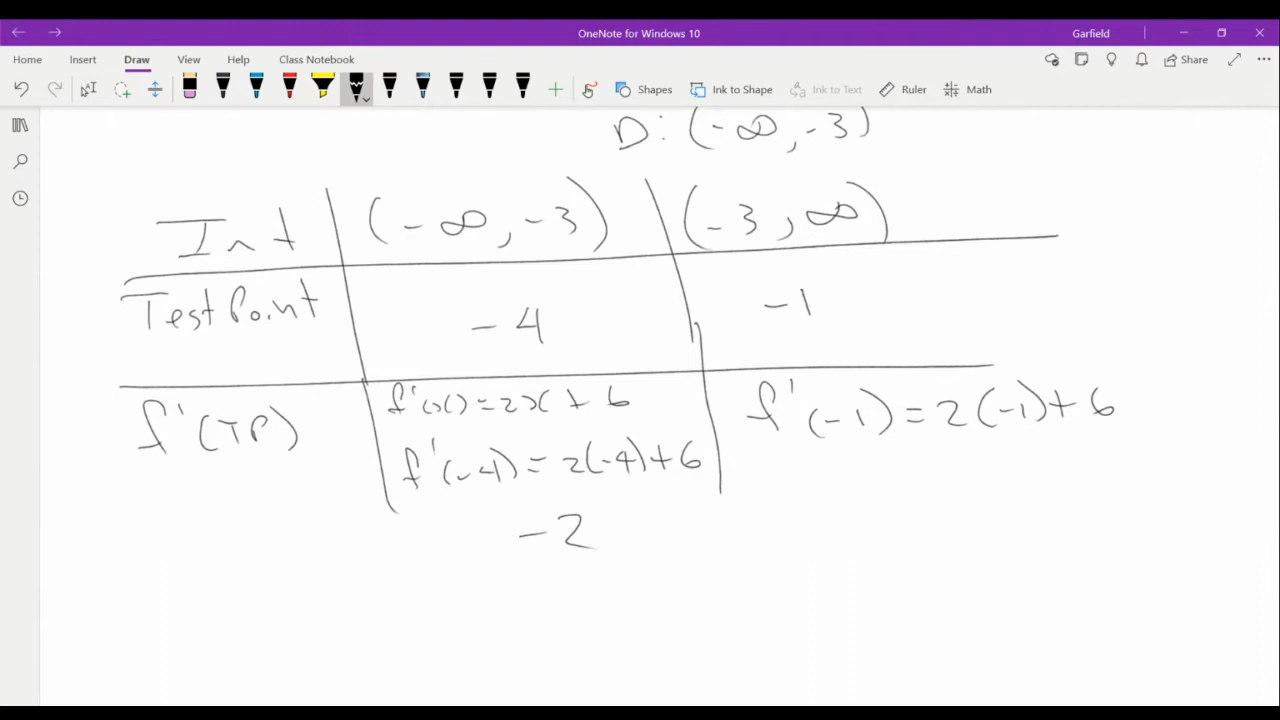 OneNote for Windows 10
Garfield
Home Insert Draw View Help Class Notebook
Share
Shapes Ink to Shape Ink to Text Ruler Math
D: (-∞, -3)
Int (-∞, -3) (-3, ∞)
Test Point -4 -1
f'(TP) f'(x) = 2x + 6 f'(-1) = 2(-1) + 6
f'(-4) = 2(-4) + 6
-2